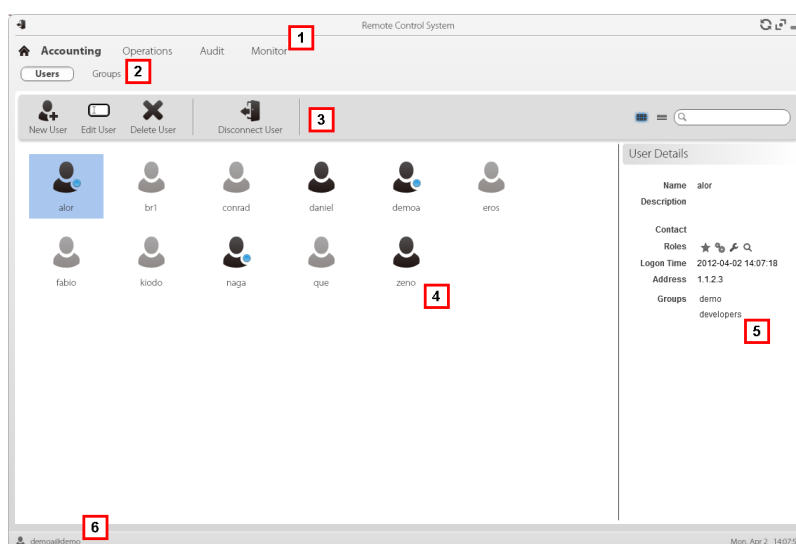 Remote Control System
1
Accounting Operations Audit Monitor
Users Groups 2
New User Edit User Delete User Disconnect User 3
User Details
alor br1 conrad daniel demoa eros
Name alor
Description
Contact
Roles
Logon Time 2012-04-02 14:07:18
Address 1.1.2.3
Groups demo
developers
fabio kiodo naga que zeno
4
5
6
demoa@demo
Mon, Apr 2